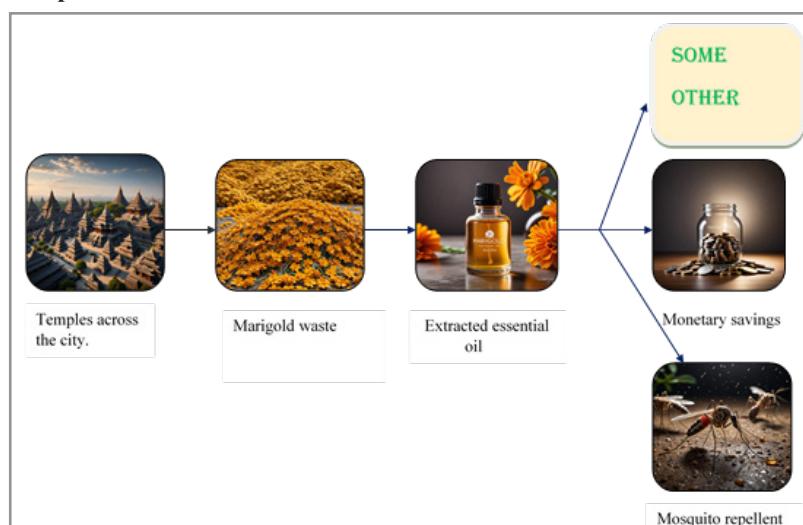 SOME
OTHER
Temples across
the city.
Marigold waste
Extracted essential
oil
Monetary savings
Mosquito repellent